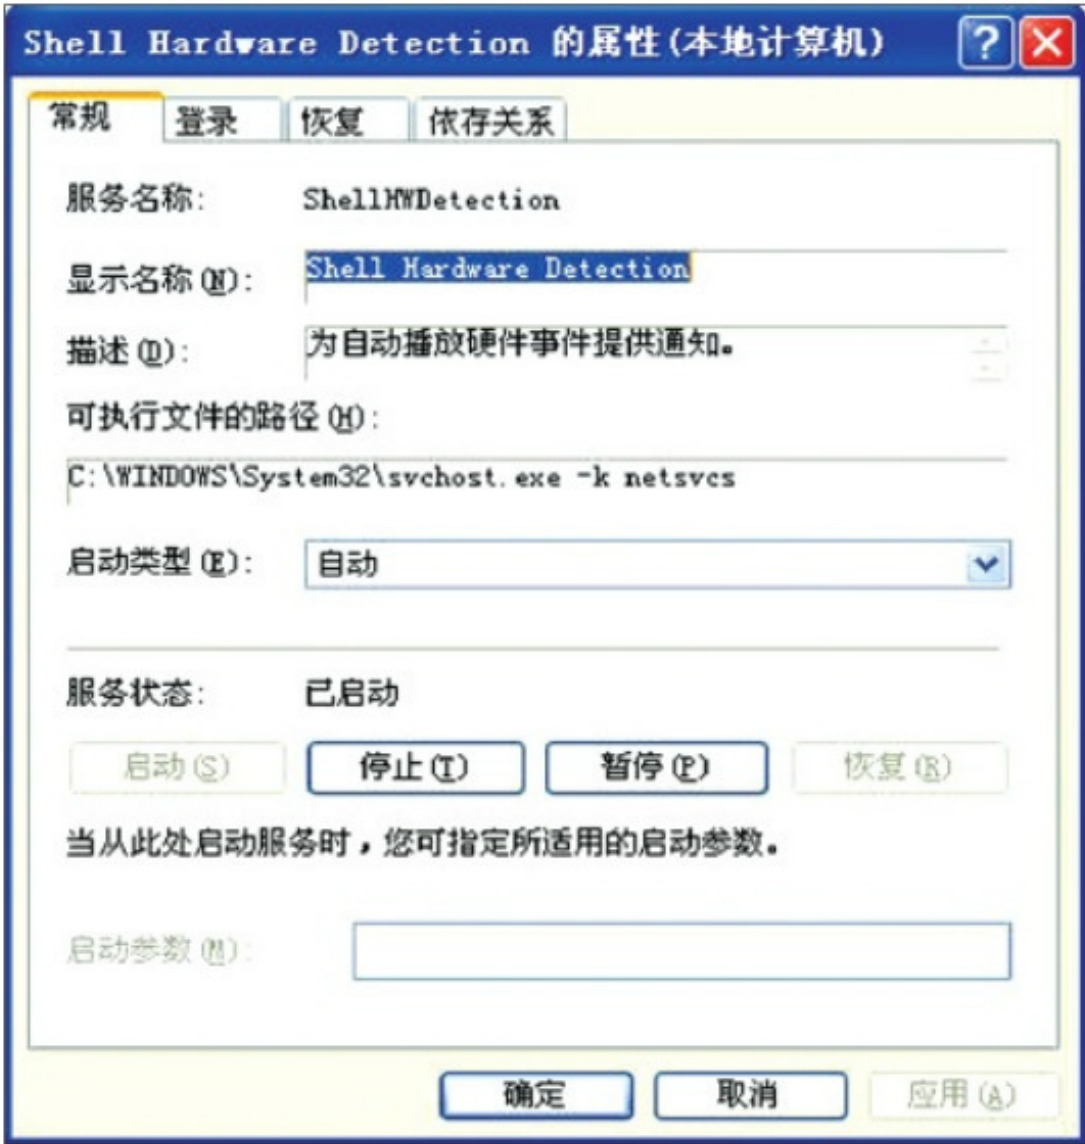 Shell Hardware Detection 的属性(本地计算机)
常规 登录 恢复 依存关系
服务名称: ShellHWDetection
显示名称(N): Shell Hardware Detection
描述(D): 为自动播放硬件事件提供通知。
可执行文件的路径(H):
C:\WINDOWS\System32\svchost.exe -k netsvcs
启动类型(E): 自动
服务状态: 已启动
启动(S) 停止(T) 暂停(P) 恢复(R)
当从此处启动服务时，您可指定所适用的启动参数。
启动参数(M):
确定 取消 应用(A)